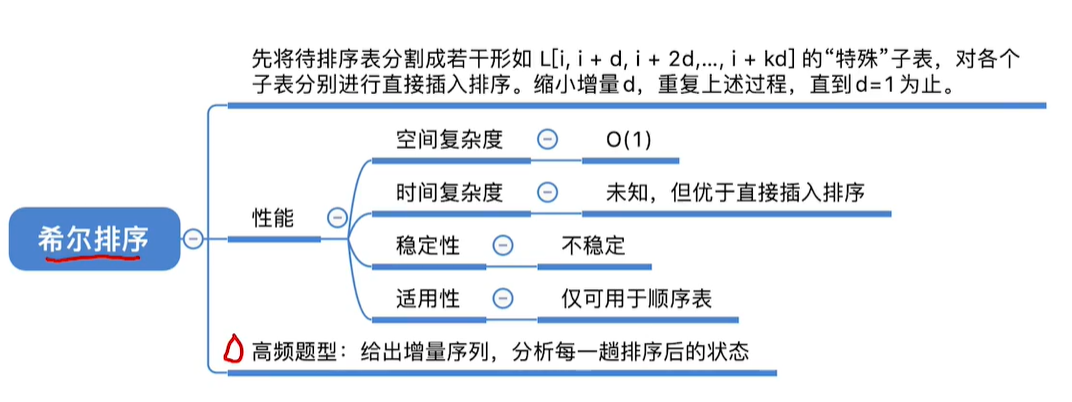 先将待排序表分割成若干形如 L[i, i + d, i + 2d,..., i + kd] 的“特殊”子表，对各个
子表分别进行直接插入排序。缩小增量d，重复上述过程，直到d=1为止。
空间复杂度 O(1)
时间复杂度 未知，但优于直接插入排序
性能
希尔排序
稳定性 不稳定
适用性 仅可用于顺序表
高频题型：给出增量序列，分析每一趟排序后的状态